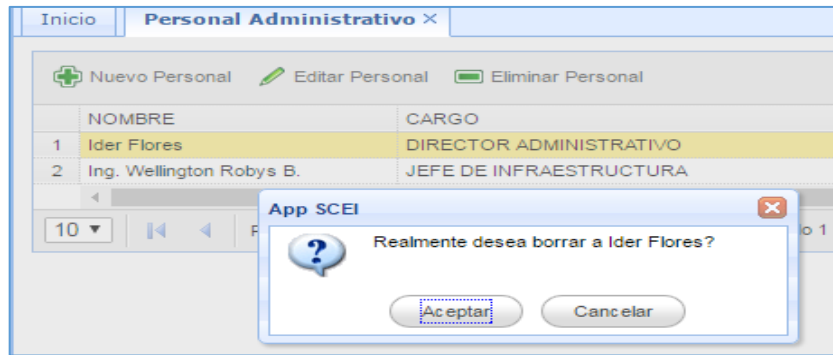 Inicio Personal Administrativo ×
Nuevo Personal Editar Personal Eliminar Personal
NOMBRE CARGO
1 Ider Flores DIRECTOR ADMINISTRATIVO
2 Ing. Wellington Robys B. JEFE DE INFRAESTRUCTURA
App SCEI
10
Realmente desea borrar a Ider Flores?
Aceptar Cancelar